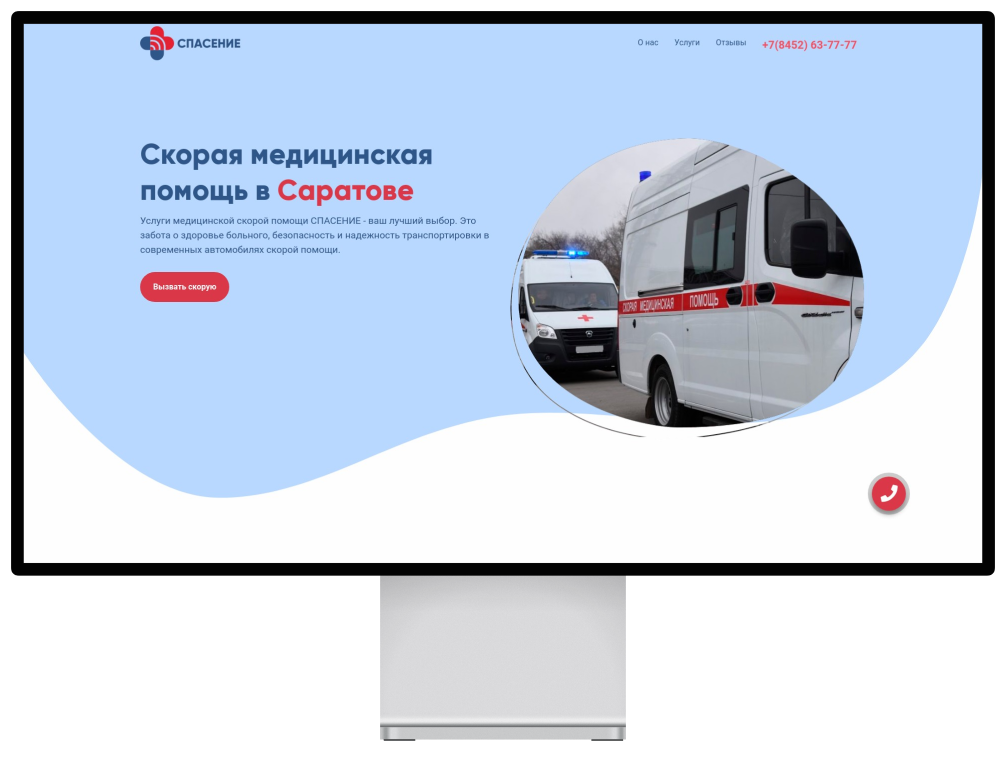 СПАСЕНИЕ
О нас Услуги Отзывы +7(8452) 63-77-77
Скорая медицинская
помощь в Саратове
Услуги медицинской скорой помощи СПАСЕНИЕ - ваш лучший выбор. Это
забота о здоровье больного, безопасность и надежность транспортировки в
современных автомобилях скорой помощи.
Вызвать скорую
СКОРАЯ МЕДИЦИНСКАЯ ПОМОЩЬ